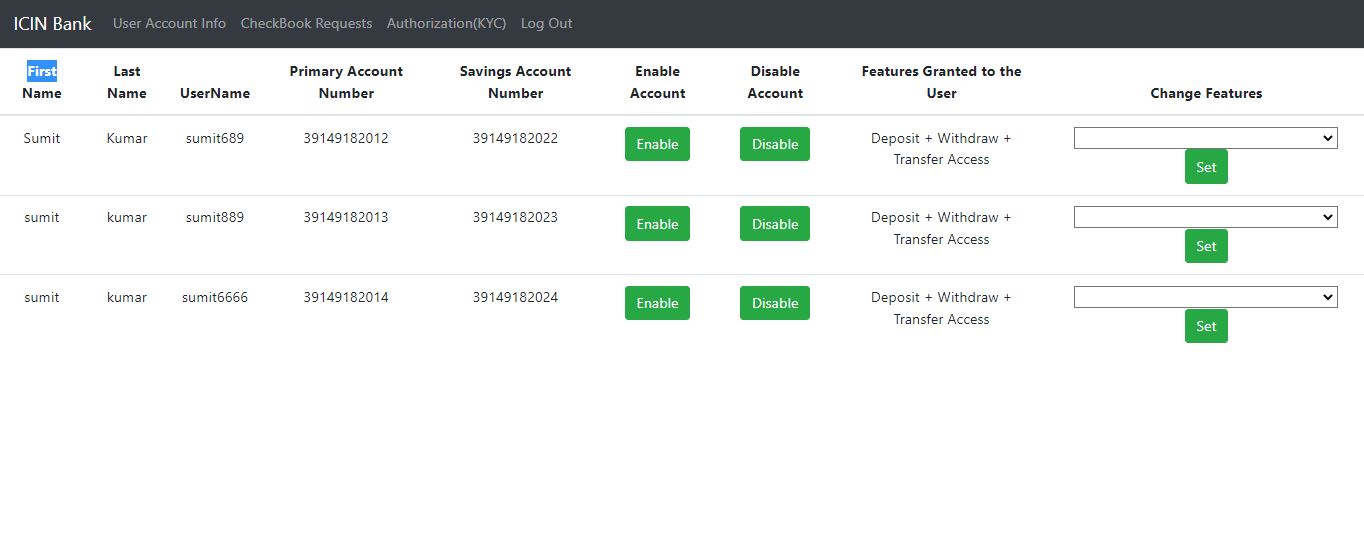 ICIN Bank User Account Info CheckBook Requests Authorization(KYC) Log Out
First Name Last Name UserName Primary Account Number Savings Account Number Enable Account Disable Account Features Granted to the User Change Features
Sumit Kumar sumit689 39149182012 39149182022 Enable Disable Deposit + Withdraw + Transfer Access
Set
sumit kumar sumit889 39149182013 39149182023 Enable Disable Deposit + Withdraw + Transfer Access
Set
sumit kumar sumit6666 39149182014 39149182024 Enable Disable Deposit + Withdraw + Transfer Access
Set